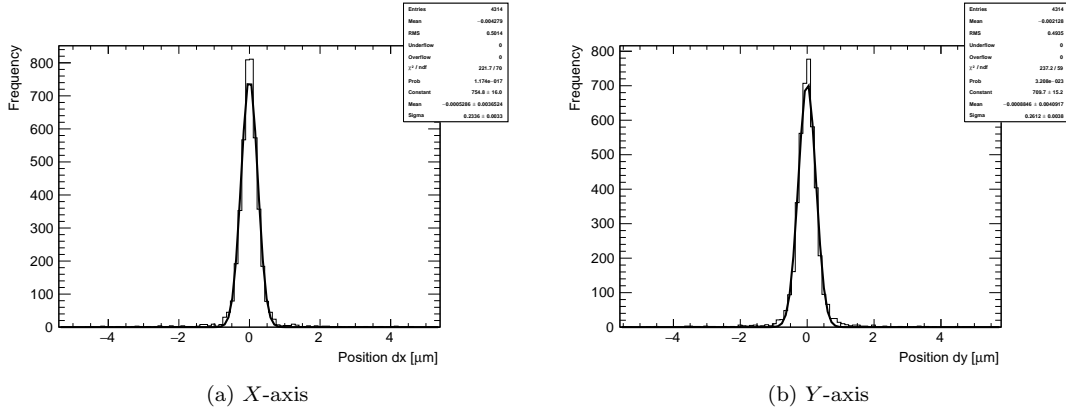 Entries 4314
Mean −0.004279
RMS 0.5014
Underflow 0
Overflow 0
χ² / ndf 221.7 / 70
Prob 1.174e−017
Constant 754.8 ± 16.0
Mean −0.0005286 ± 0.0036524
Sigma 0.2336 ± 0.0033
Frequency
800
700
600
500
400
300
200
100
0
−4 −2 0 2 4
Position dx [μm]
(a) X-axis
Entries 4314
Mean −0.002128
RMS 0.4935
Underflow 0
Overflow 0
χ² / ndf 237.2 / 59
Prob 3.208e−023
Constant 709.7 ± 15.2
Mean −0.0008846 ± 0.0040917
Sigma 0.2612 ± 0.0038
Frequency
800
700
600
500
400
300
200
100
0
−4 −2 0 2 4
Position dy [μm]
(b) Y-axis